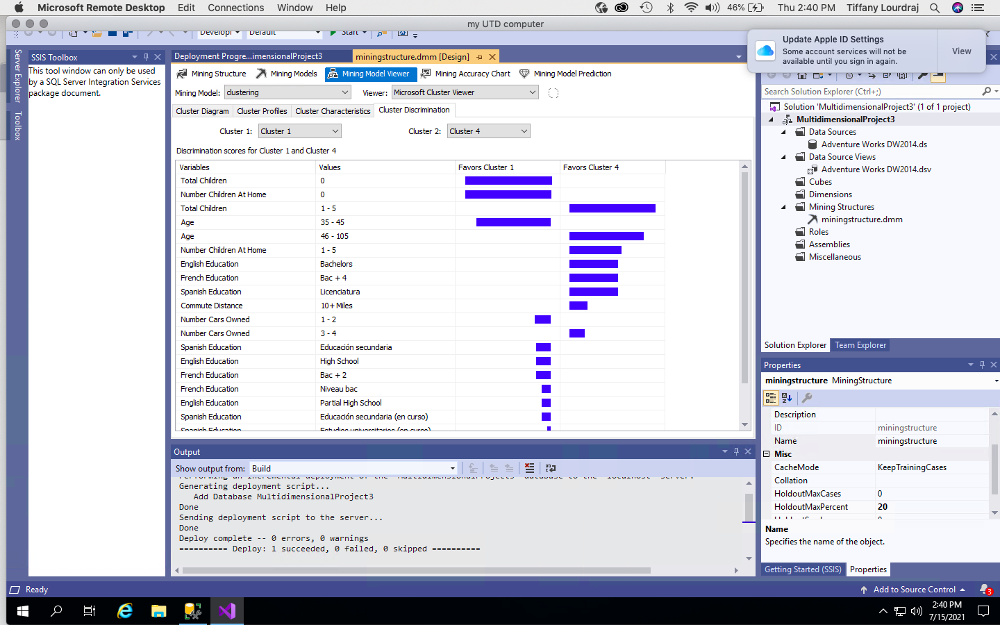 Microsoft Remote Desktop Edit Connections Window Help 46% Thu 2:40 PM Tiffany Lourdraj
my UTD computer
Default
Start
Update Apple ID Settings
Some account services will not be
available until you sign in again.
View
Server Explorer
Toolbox
SSIS Toolbox
This tool window can only be used
by a SQL Server Integration Services
package document.
Deployment Progre...imensionalProject3 miningstructure.dmm [Design]
Mining Structure Mining Models Mining Model Viewer Mining Accuracy Chart Mining Model Prediction
Mining Model: clustering Viewer: Microsoft Cluster Viewer
Cluster Diagram Cluster Profiles Cluster Characteristics Cluster Discrimination
Cluster 1: Cluster 1 Cluster 2: Cluster 4
Discrimination scores for Cluster 1 and Cluster 4
Variables Values Favors Cluster 1 Favors Cluster 4
Total Children 0
Number Children At Home 0
Total Children 1 - 5
Age 35 - 45
Age 46 - 105
Number Children At Home 1 - 5
English Education Bachelors
French Education Bac + 4
Spanish Education Licenciatura
Commute Distance 10+ Miles
Number Cars Owned 1 - 2
Number Cars Owned 3 - 4
Spanish Education Educación secundaria
English Education High School
French Education Bac + 2
French Education Niveau bac
English Education Partial High School
Spanish Education Educación secundaria (en curso)
Spanish Education Estudios universitarios (en curso)
Output
Show output from: Build
Performing an incremental deployment of the 'MultidimensionalProject3' database to the 'localhost' server.
Generating deployment script...
Add Database MultidimensionalProject3
Done
Sending deployment script to the server...
Done
Deploy complete -- 0 errors, 0 warnings
========== Deploy: 1 succeeded, 0 failed, 0 skipped ==========
Search Solution Explorer (Ctrl+;)
Solution 'MultidimensionalProject3' (1 of 1 project)
MultidimensionalProject3
Data Sources
Adventure Works DW2014.ds
Data Source Views
Adventure Works DW2014.dsv
Cubes
Dimensions
Mining Structures
miningstructure.dmm
Roles
Assemblies
Miscellaneous
Solution Explorer Team Explorer
Properties
miningstructure MiningStructure
Description
ID miningstructure
Name miningstructure
Misc
CacheMode KeepTrainingCases
Collation
HoldoutMaxCases 0
HoldoutMaxPercent 20
Name
Specifies the name of the object.
Getting Started (SSIS) Properties
Ready
Add to Source Control 3
2:40 PM
7/15/2021